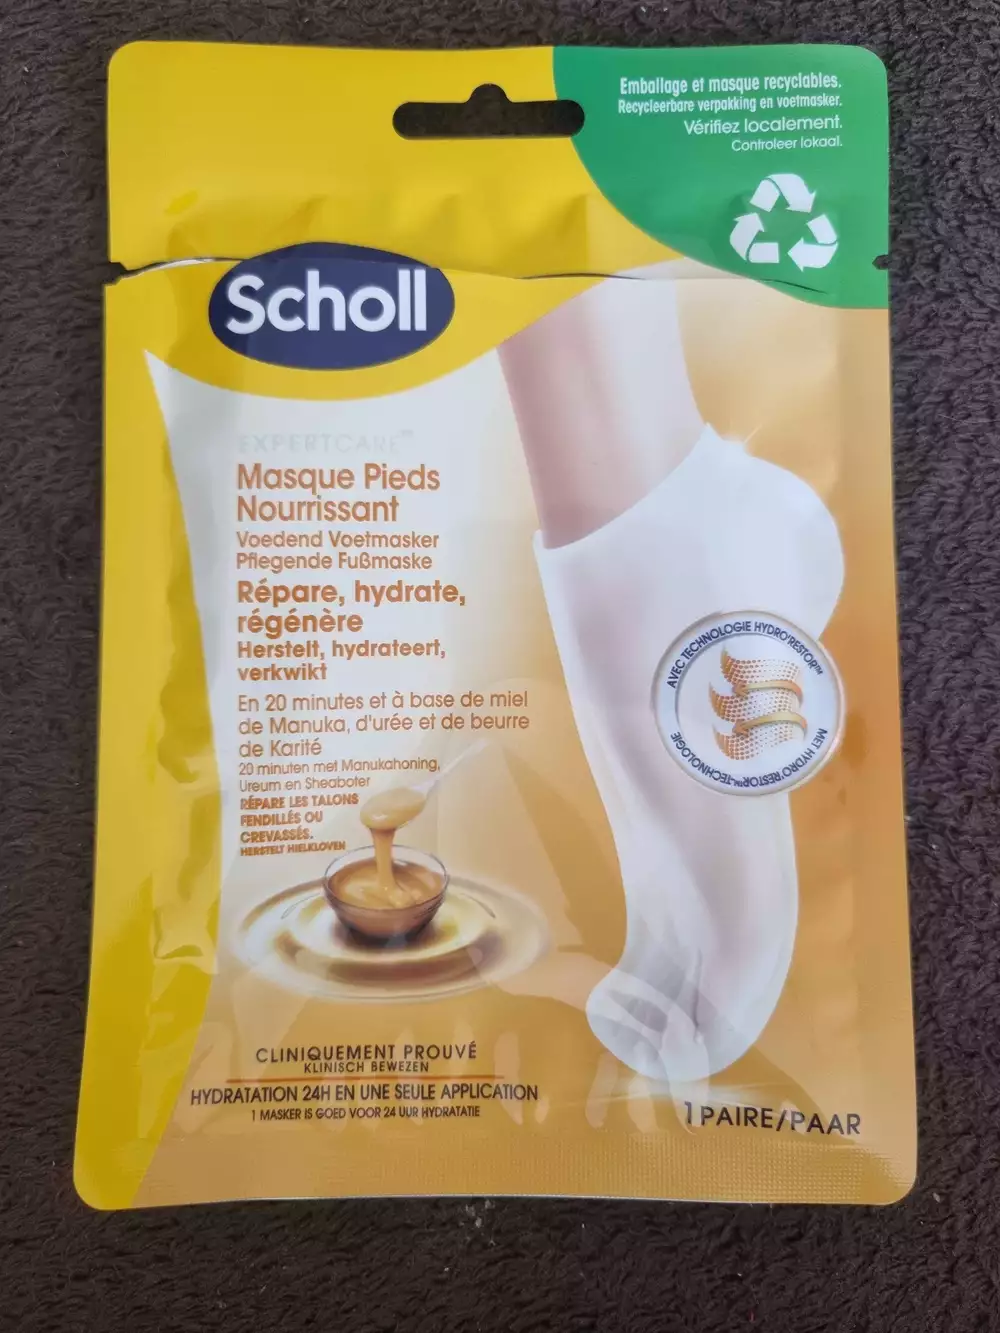 Emballage et masque recyclables.
Recycleerbare verpakking en voetmasker.
Vérifiez localement.
Controleer lokaal.
Scholl
EXPERTCARE™
Masque Pieds
Nourrissant
Voedend Voetmasker
Pflegende Fußmaske
Répare, hydrate,
régénère
Herstelt, hydrateert,
verkwikt
En 20 minutes et à base de miel
de Manuka, d'urée et de beurre
de Karité
20 minuten met Manukahoning,
Ureum en Sheaboter
RÉPARE LES TALONS
FENDILLÉS OU
CREVASSÉS.
HERSTELT HIELKLOVEN
AVEC TECHNOLOGIE HYDRO'RESTOR™
MET HYDRO'RESTOR™-TECHNOLOGIE
CLINIQUEMENT PROUVÉ
KLINISCH BEWEZEN
HYDRATATION 24H EN UNE SEULE APPLICATION
1 MASKER IS GOED VOOR 24 UUR HYDRATATIE
1 PAIRE/PAAR